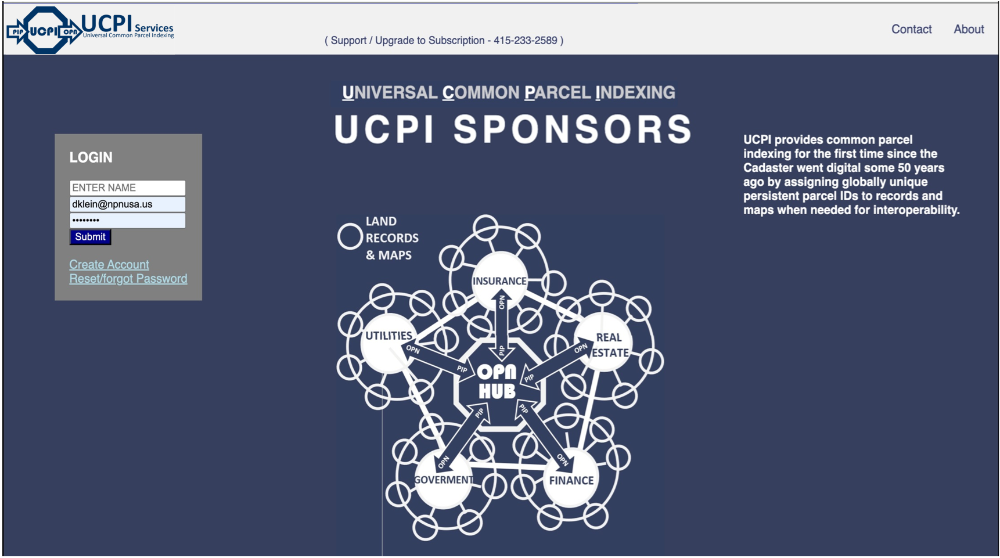 PIP UCPI OPN UCPI Services
Universal Common Parcel Indexing
( Support / Upgrade to Subscription - 415-233-2589 )
Contact About
UNIVERSAL COMMON PARCEL INDEXING
UCPI SPONSORS
LOGIN
ENTER NAME
dklein@npnusa.us
••••••••
Submit
Create Account
Reset/forgot Password
UCPI provides common parcel
indexing for the first time since the
Cadaster went digital some 50 years
ago by assigning globally unique
persistent parcel IDs to records and
maps when needed for interoperability.
LAND
RECORDS
& MAPS
INSURANCE
OPN
PIP
UTILITIES
OPN
PIP
REAL
ESTATE
OPN
PIP
OPN
HUB
PIP
OPN
GOVERMENT
PIP
OPN
FINANCE